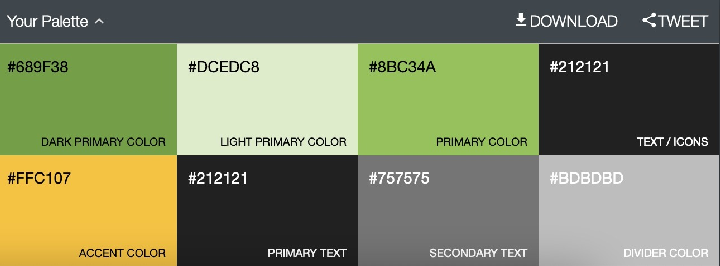 Your Palette
DOWNLOAD
TWEET
#689F38
DARK PRIMARY COLOR
#DCEDC8
LIGHT PRIMARY COLOR
#8BC34A
PRIMARY COLOR
#212121
TEXT / ICONS
#FFC107
ACCENT COLOR
#212121
PRIMARY TEXT
#757575
SECONDARY TEXT
#BDBDBD
DIVIDER COLOR